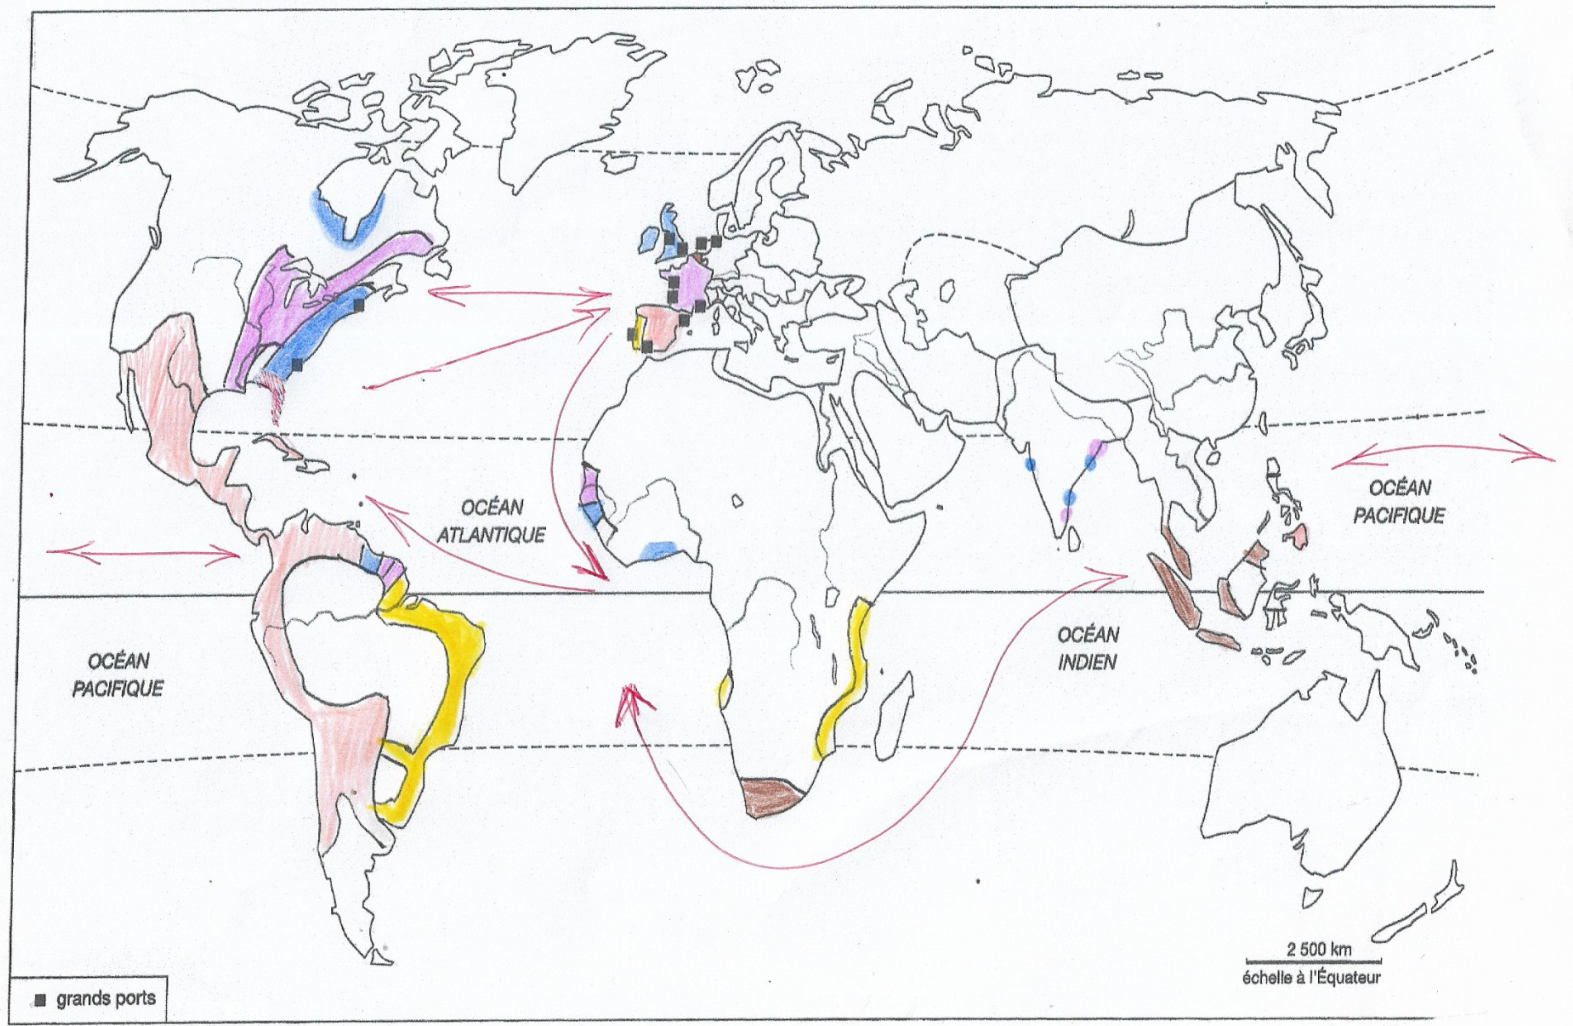 OCÉAN
ATLANTIQUE
OCÉAN
PACIFIQUE
OCÉAN
INDIEN
OCÉAN
PACIFIQUE
2 500 km
échelle à l'Équateur
grands ports